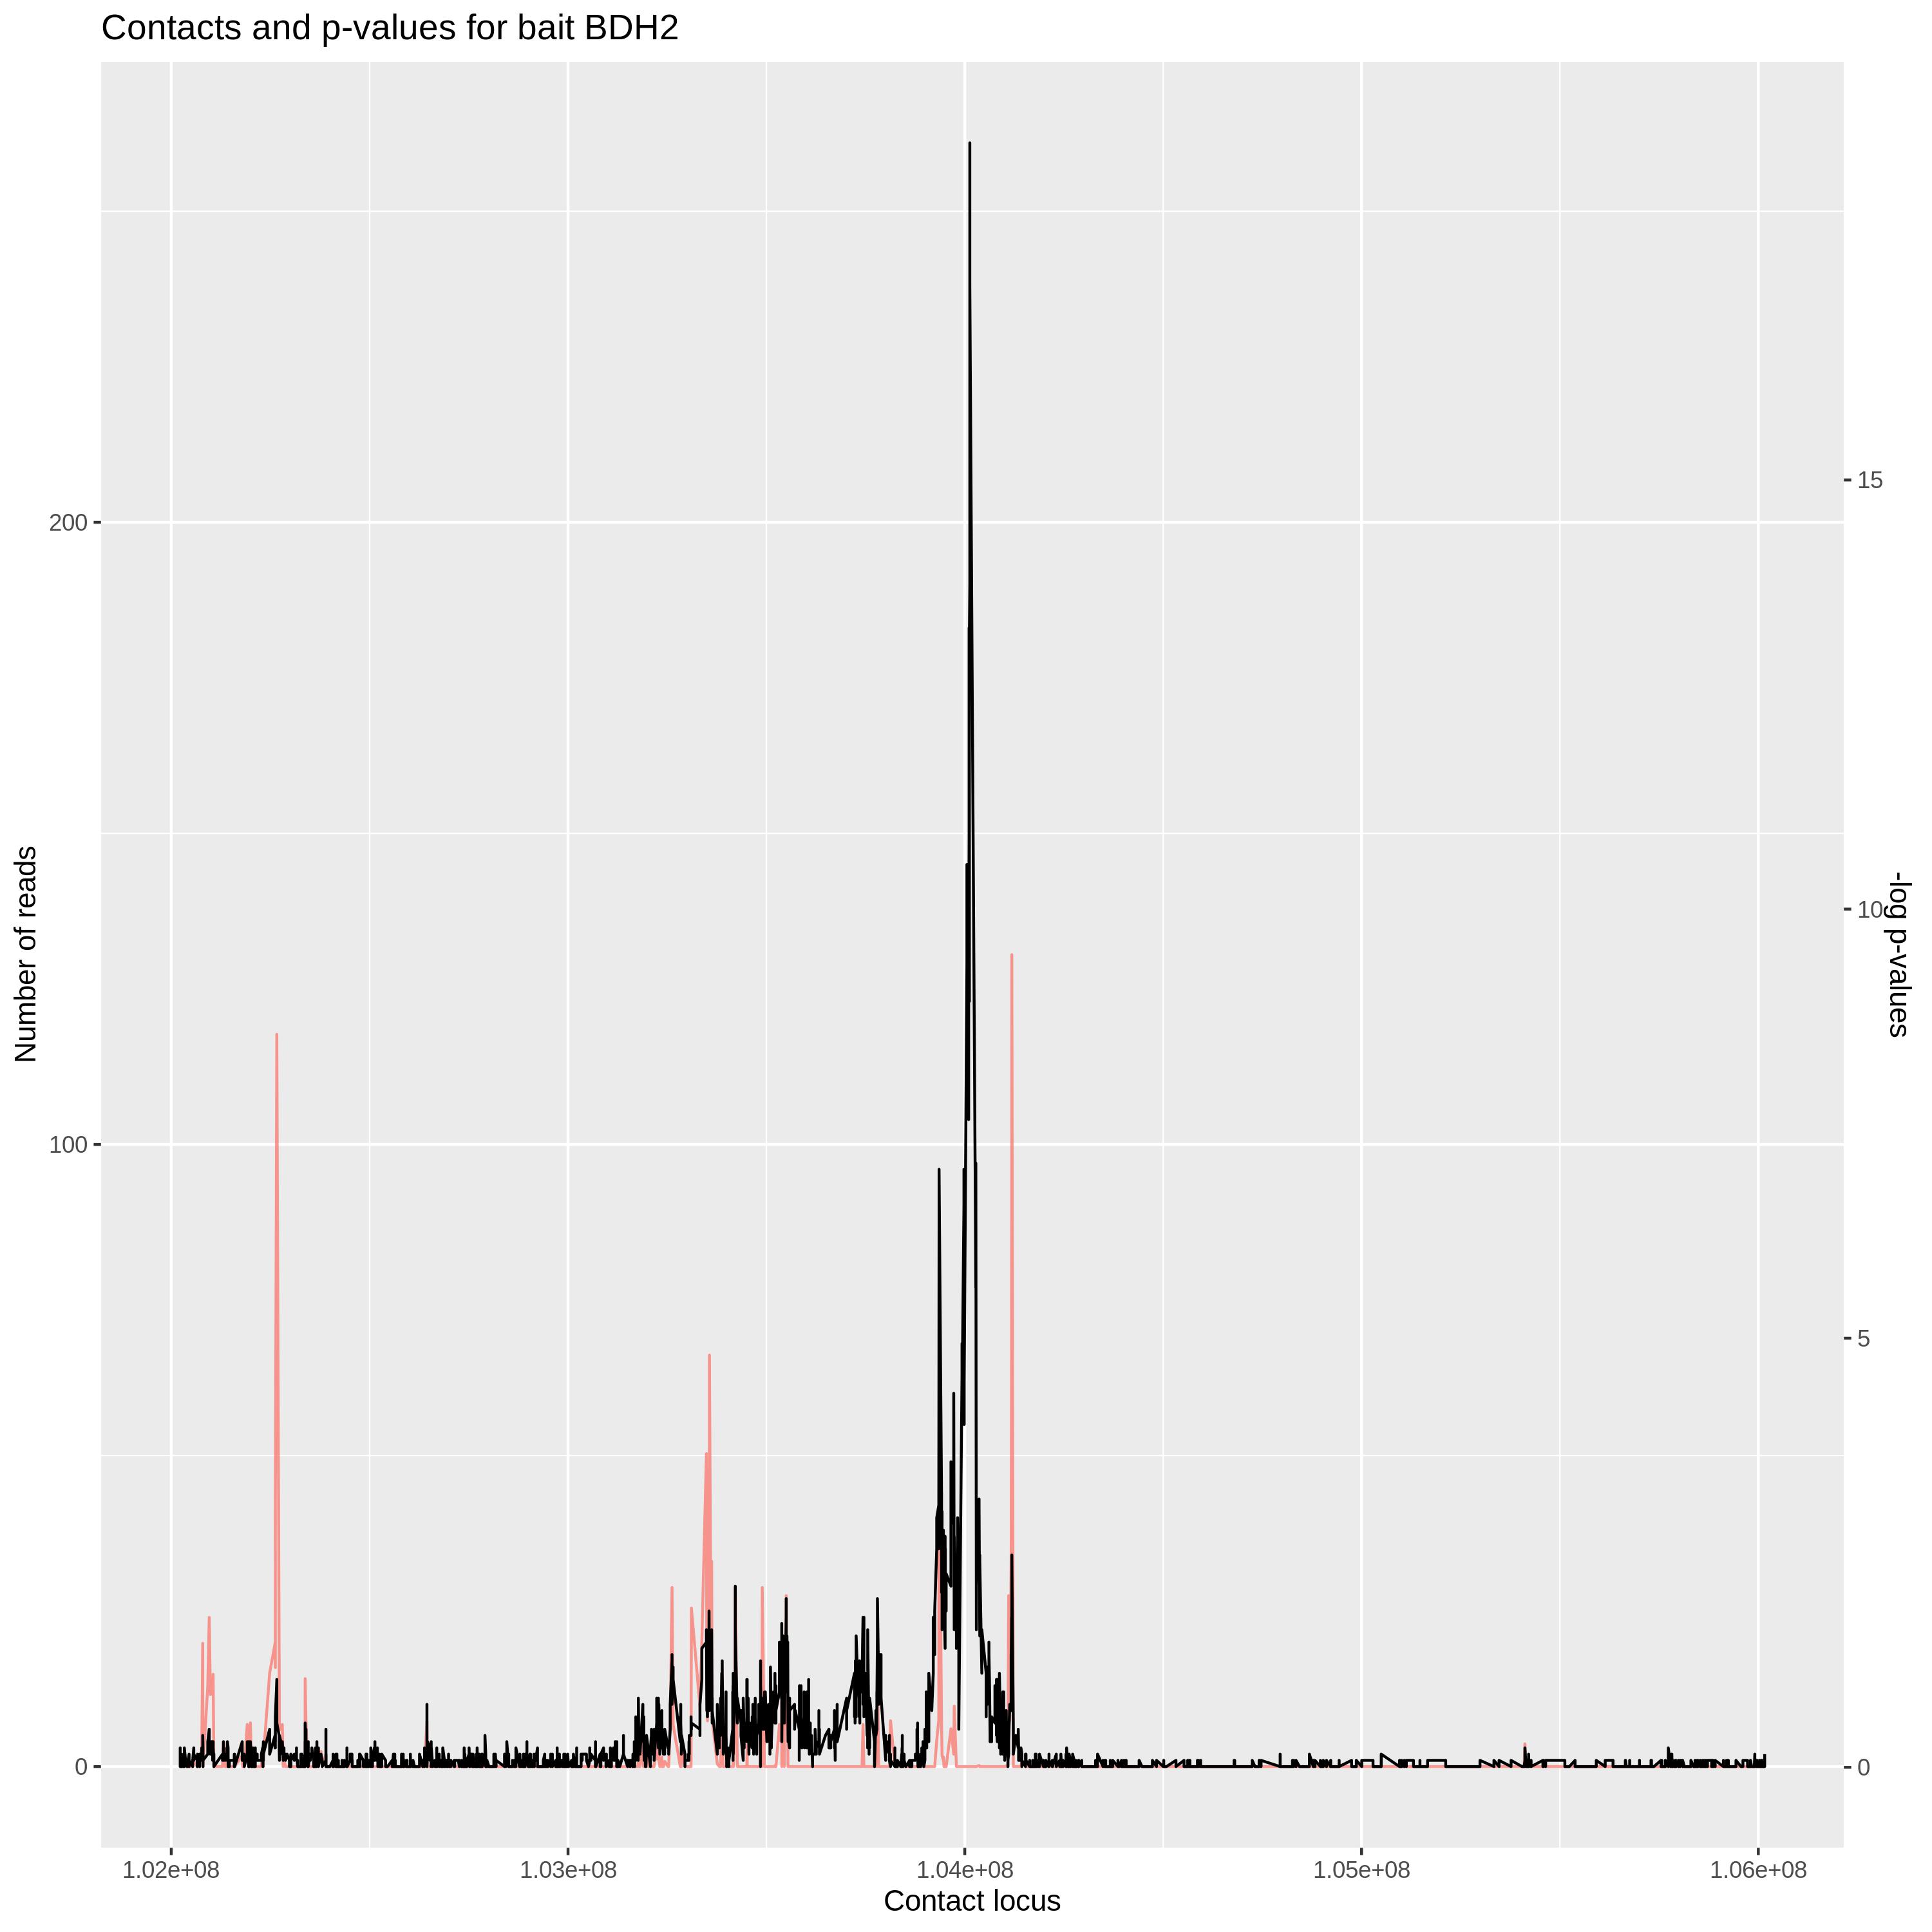 Contacts and p-values for bait BDH2
200
100
0
Number of reads
15
10
5
0
-log p-values
1.02e+08
1.03e+08
1.04e+08
1.05e+08
1.06e+08
Contact locus